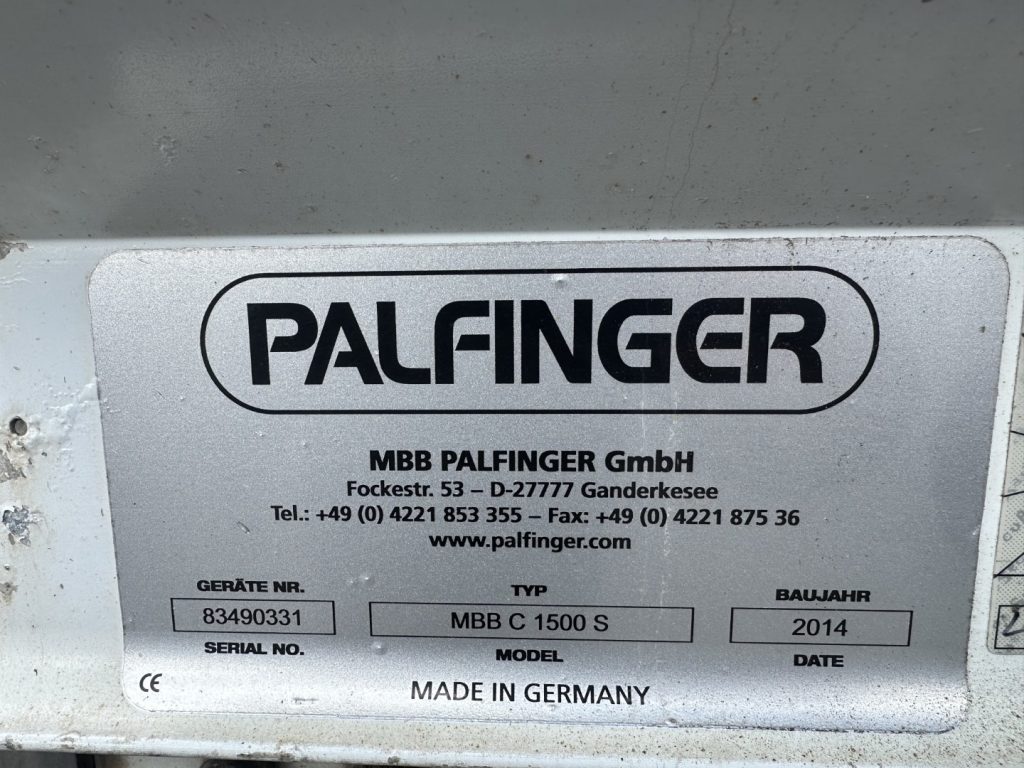 PALFINGER
MBB PALFINGER GmbH
Fockestr. 53 – D-27777 Ganderkesee
Tel.: +49 (0) 4221 853 355 – Fax: +49 (0) 4221 875 36
www.palfinger.com
GERÄTE NR. TYP BAUJAHR
83490331 MBB C 1500 S 2014
SERIAL NO. MODEL DATE
CE MADE IN GERMANY